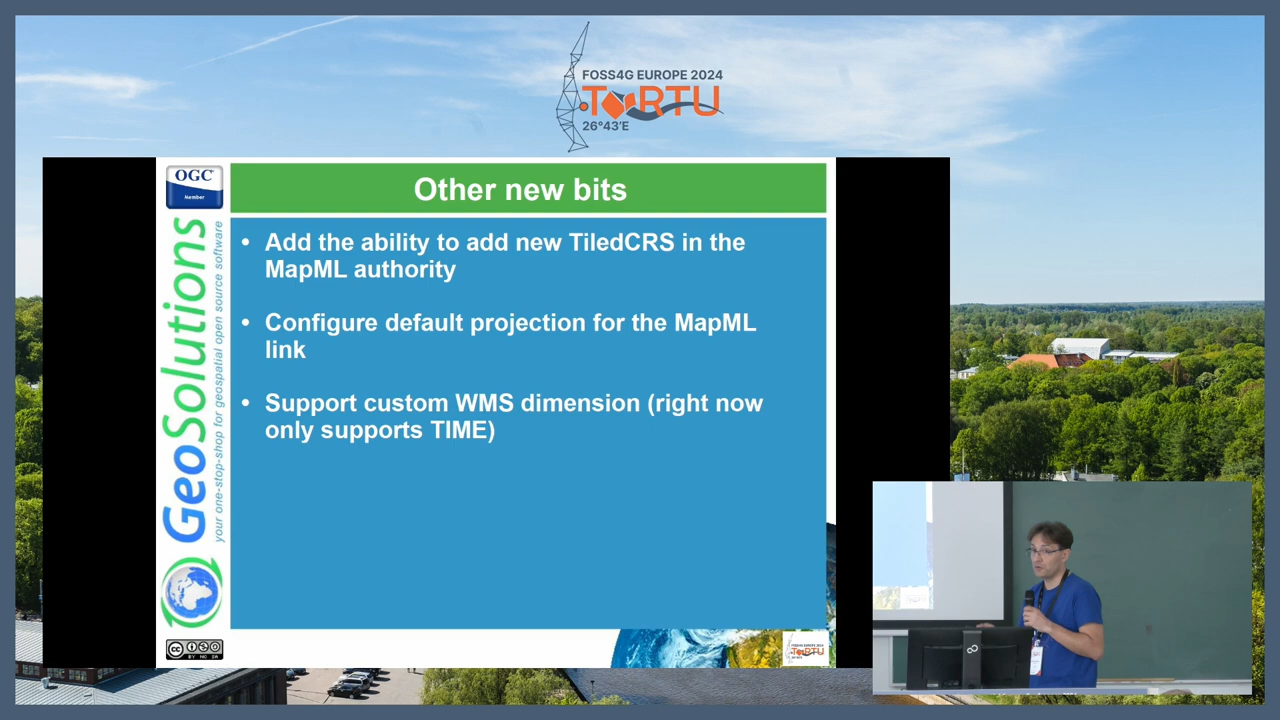 FOSS4G EUROPE 2024
TORTU
26°43'E
OGC
Member
GeoSolutions
your one-stop-shop for geospatial open source software
Other new bits
• Add the ability to add new TiledCRS in the
MapML authority
• Configure default projection for the MapML
link
• Support custom WMS dimension (right now
only supports TIME)
CC